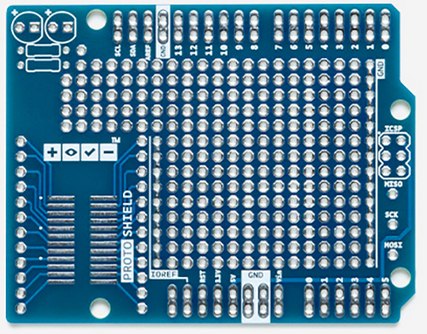 SCL SDA AREF GND 13 12 11 10 9 8 7 6 5 4 3 2 1 0
GND
ICSP
MISO
SCK
MOSI
TM
PROTO SHIELD
IOREF RST 5V GND Vin 0 1 2 3 4 5